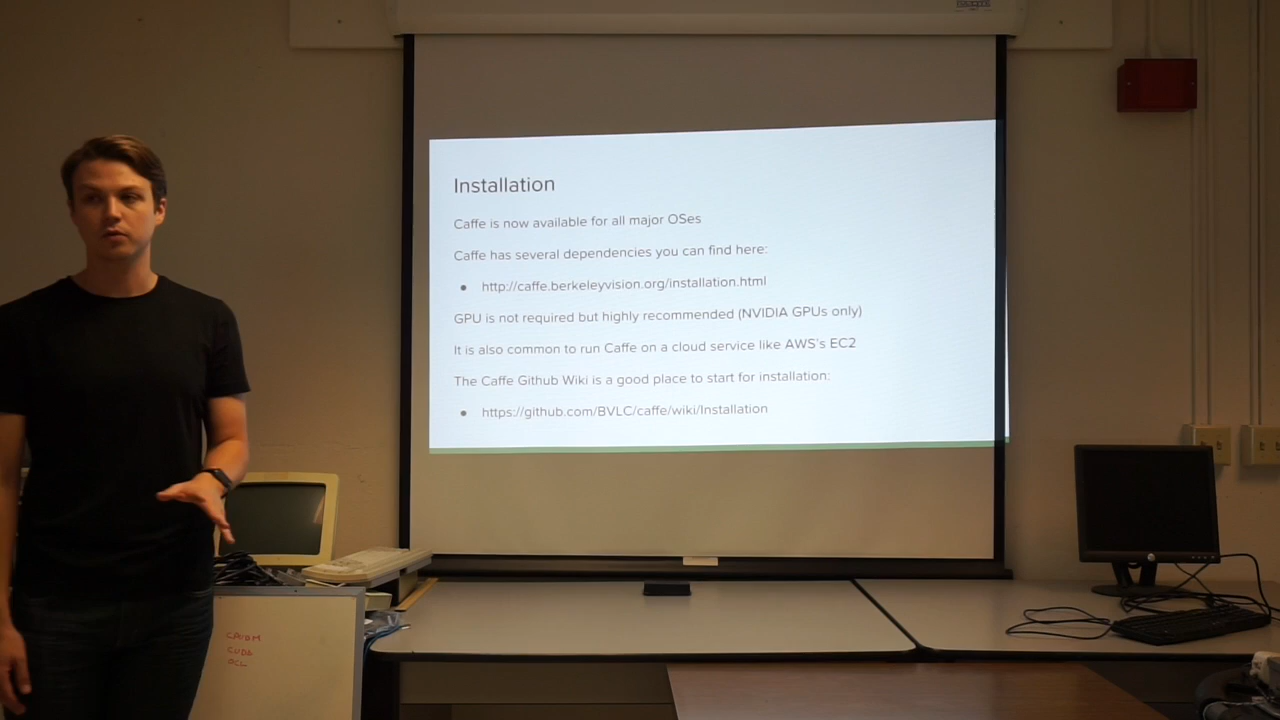 Installation
Caffe is now available for all major OSes
Caffe has several dependencies you can find here:
● http://caffe.berkeleyvision.org/installation.html
GPU is not required but highly recommended (NVIDIA GPUs only)
It is also common to run Caffe on a cloud service like AWS's EC2
The Caffe Github Wiki is a good place to start for installation:
● https://github.com/BVLC/caffe/wiki/Installation
CUDA
OCL